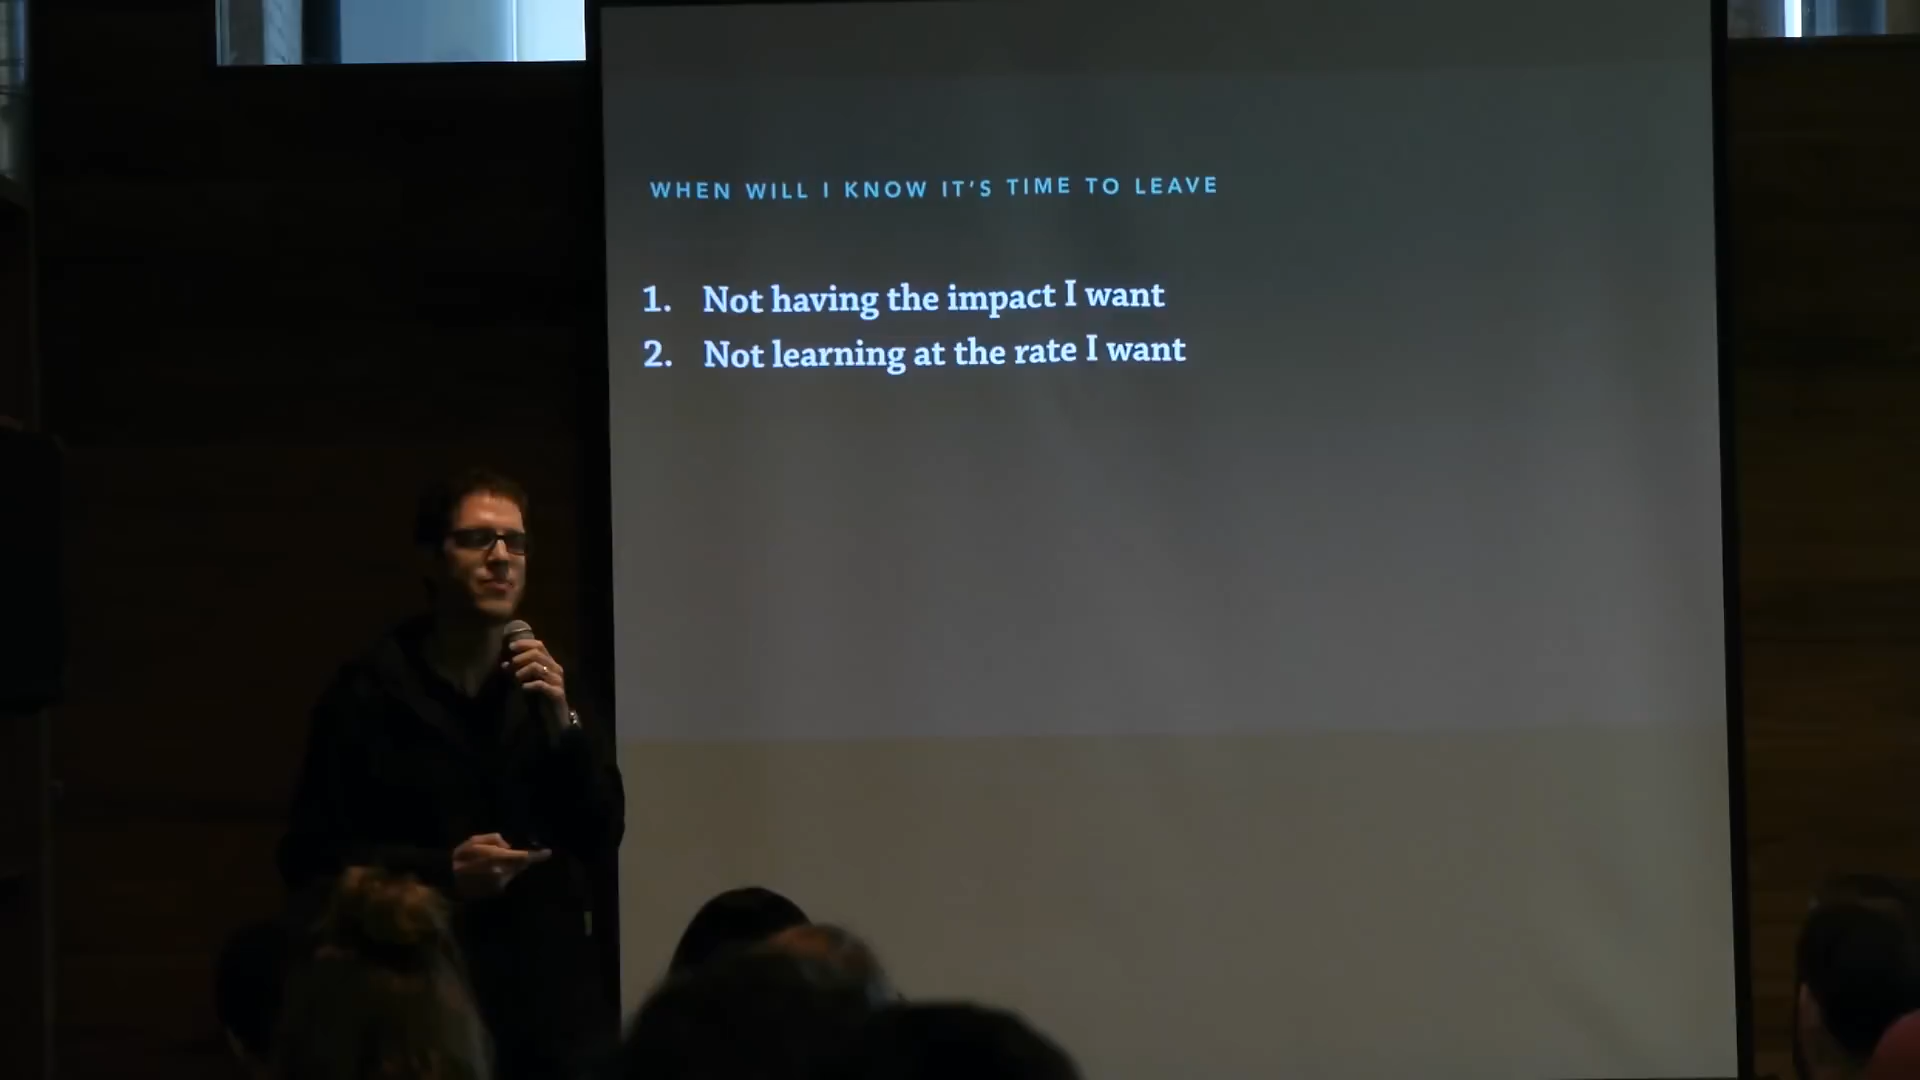 WHEN WILL I KNOW IT'S TIME TO LEAVE
1. Not having the impact I want
2. Not learning at the rate I want